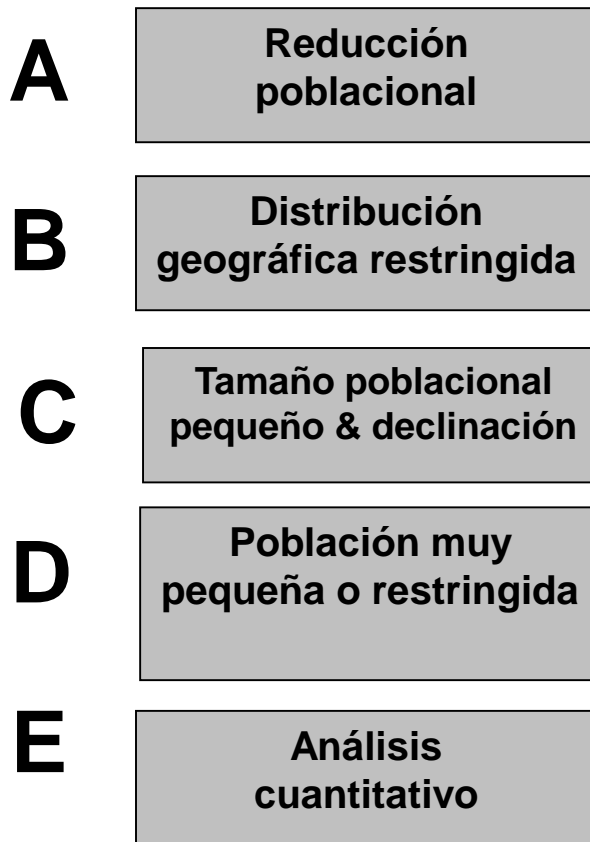 A
Reducción
poblacional
B
Distribución
geográfica restringida
C
Tamaño poblacional
pequeño & declinación
D
Población muy
pequeña o restringida
E
Análisis
cuantitativo